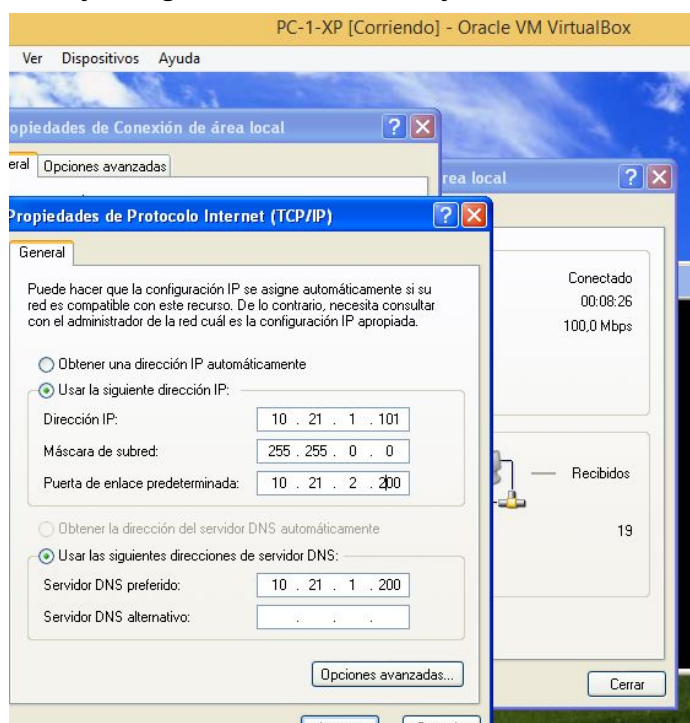 PC-1-XP [Corriendo] - Oracle VM VirtualBox
Ver Dispositivos Ayuda
opiedades de Conexión de área local
eral Opciones avanzadas
rea local
Propiedades de Protocolo Internet (TCP/IP)
General
Puede hacer que la configuración IP se asigne automáticamente si su
red es compatible con este recurso. De lo contrario, necesita consultar
con el administrador de la red cuál es la configuración IP apropiada.
Conectado
00:08:26
100,0 Mbps
Obtener una dirección IP automáticamente
Usar la siguiente dirección IP:
Dirección IP: 10 . 21 . 1 . 101
Máscara de subred: 255 . 255 . 0 . 0
Puerta de enlace predeterminada: 10 . 21 . 2 . 200
Recibidos
19
Obtener la dirección del servidor DNS automáticamente
Usar las siguientes direcciones de servidor DNS:
Servidor DNS preferido: 10 . 21 . 1 . 200
Servidor DNS alternativo: . . .
Opciones avanzadas...
Cerrar